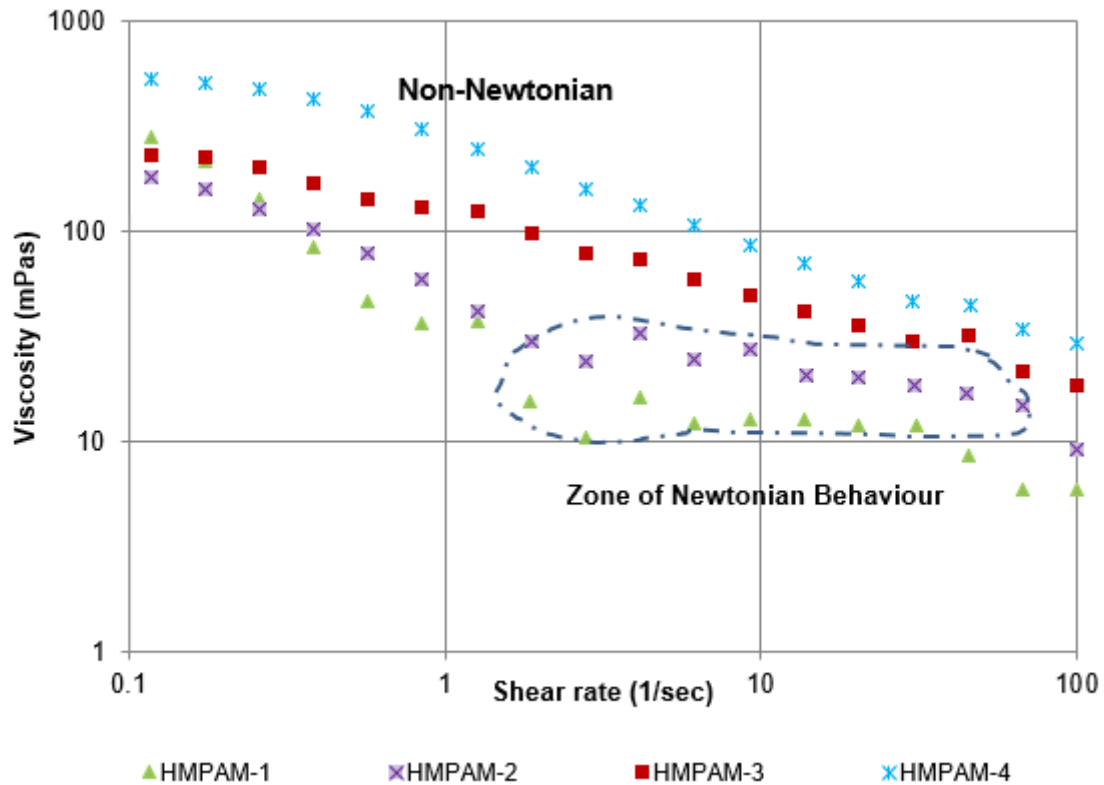 1000
Non-Newtonian
100
Viscosity (mPas)
10
Zone of Newtonian Behaviour
1
0.1 1 10 100
Shear rate (1/sec)
HMPAM-1 HMPAM-2 HMPAM-3 HMPAM-4